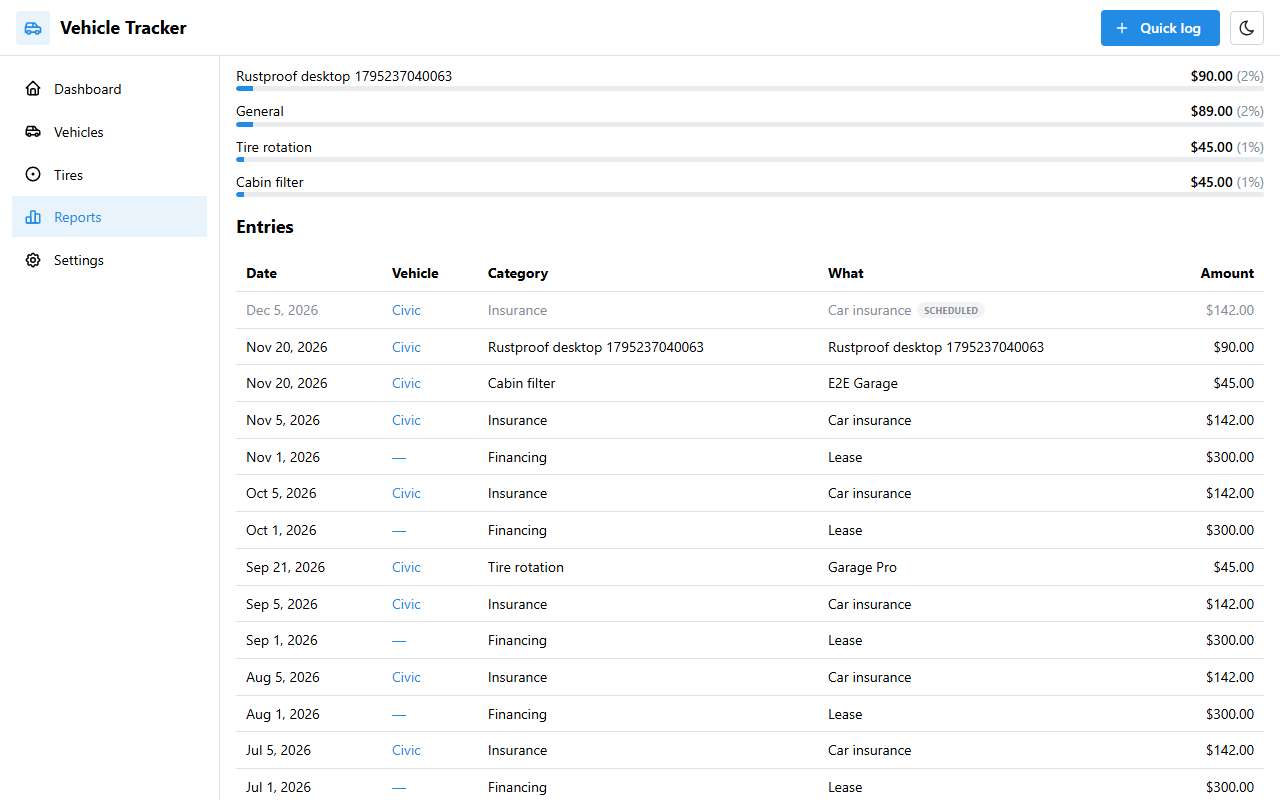 Vehicle Tracker
Quick log
Dashboard
Vehicles
Tires
Reports
Settings
Rustproof desktop 1795237040063 $90.00 (2%)
General $89.00 (2%)
Tire rotation $45.00 (1%)
Cabin filter $45.00 (1%)
Entries
Date Vehicle Category What Amount
Dec 5, 2026 Civic Insurance Car insurance SCHEDULED $142.00
Nov 20, 2026 Civic Rustproof desktop 1795237040063 Rustproof desktop 1795237040063 $90.00
Nov 20, 2026 Civic Cabin filter E2E Garage $45.00
Nov 5, 2026 Civic Insurance Car insurance $142.00
Nov 1, 2026 — Financing Lease $300.00
Oct 5, 2026 Civic Insurance Car insurance $142.00
Oct 1, 2026 — Financing Lease $300.00
Sep 21, 2026 Civic Tire rotation Garage Pro $45.00
Sep 5, 2026 Civic Insurance Car insurance $142.00
Sep 1, 2026 — Financing Lease $300.00
Aug 5, 2026 Civic Insurance Car insurance $142.00
Aug 1, 2026 — Financing Lease $300.00
Jul 5, 2026 Civic Insurance Car insurance $142.00
Jul 1, 2026 — Financing Lease $300.00